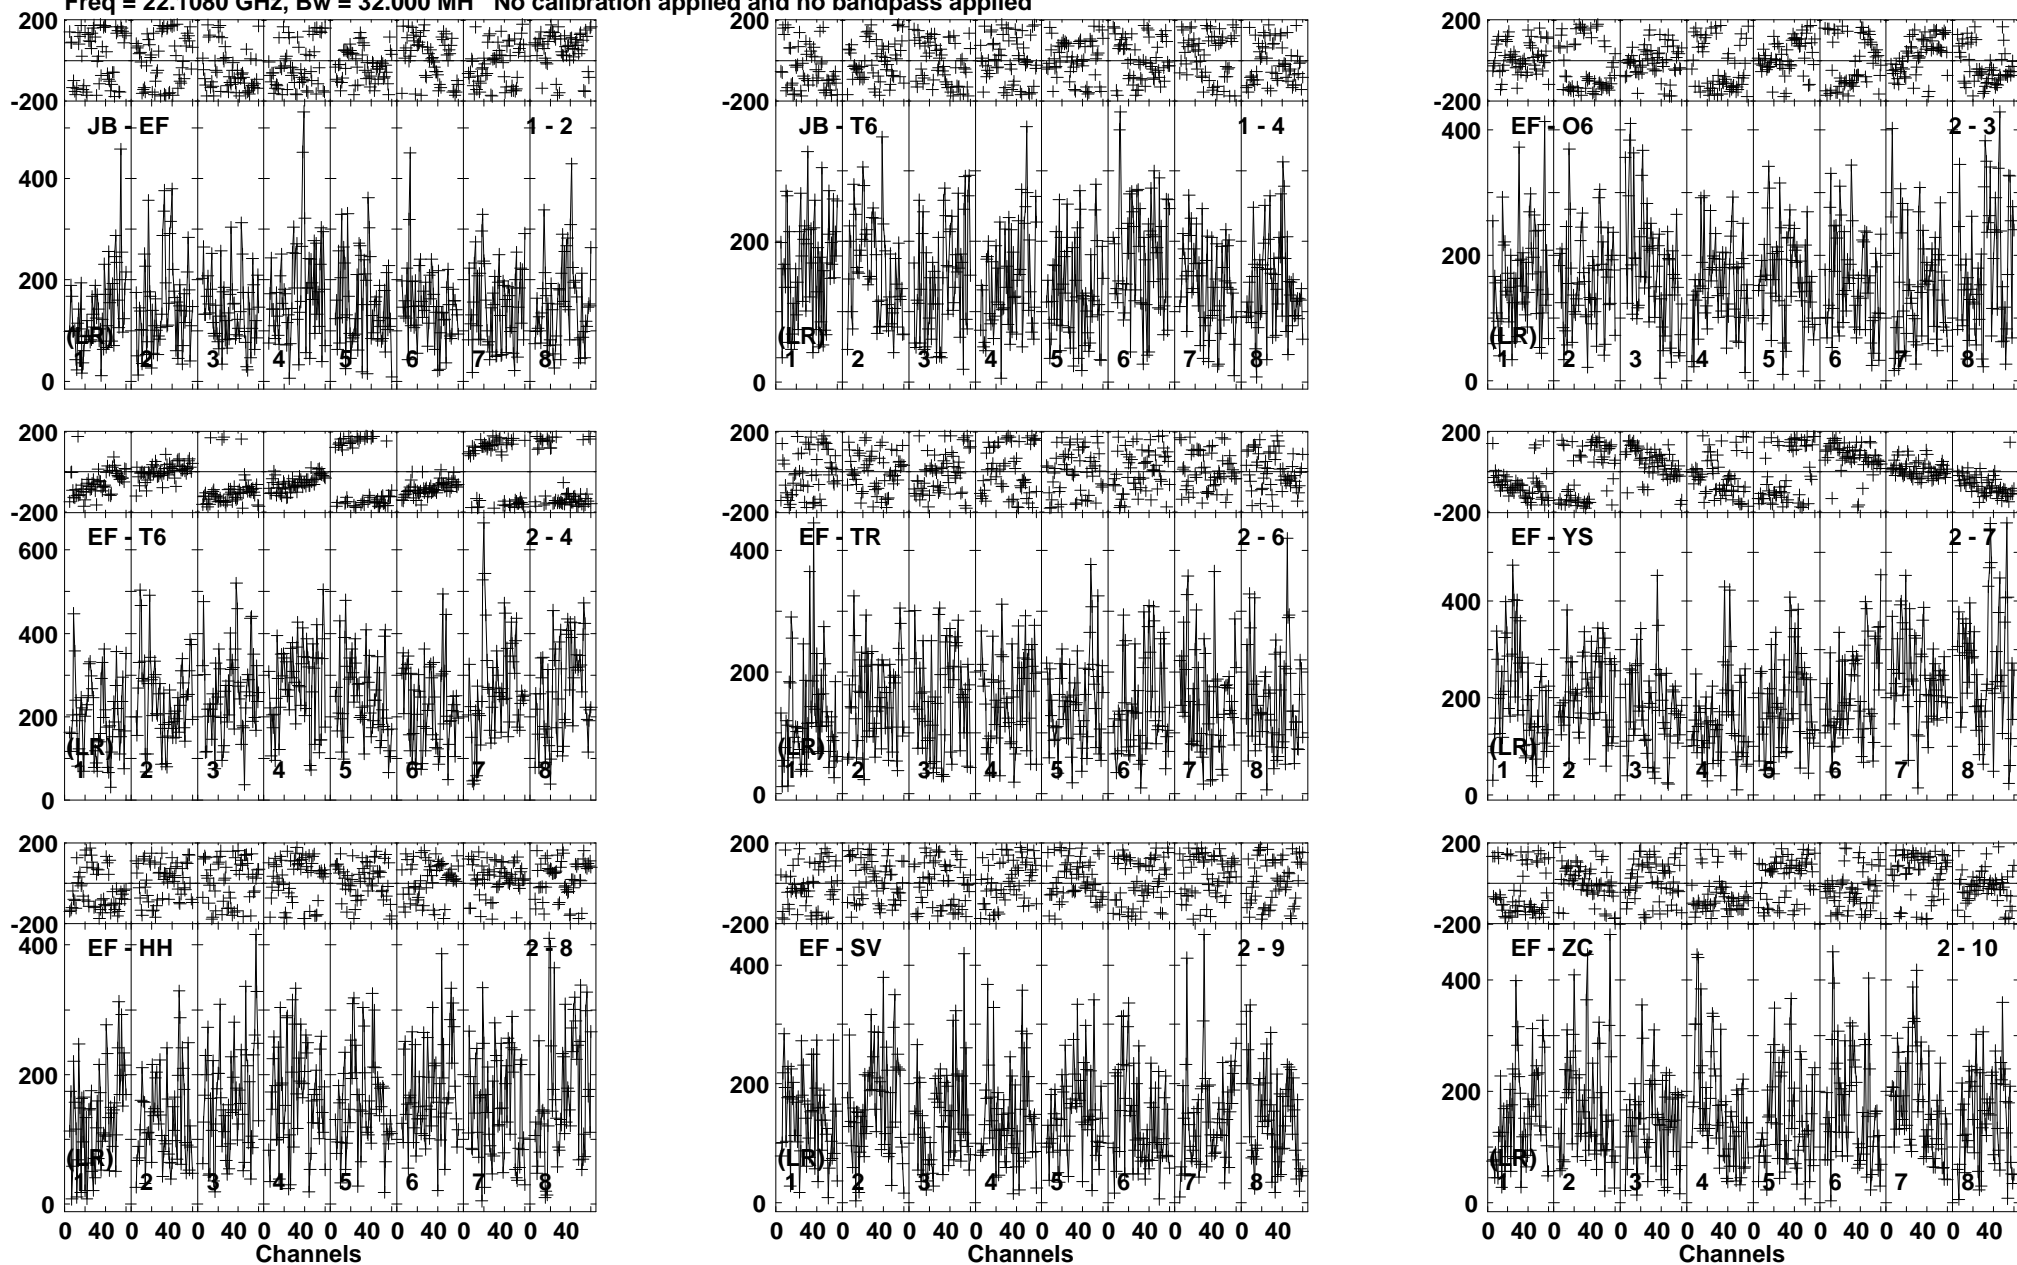 Freq = 22.1080 GHz, Bw = 32.000 MH No calibration applied and no bandpass applied
200 200 200
-200 -200 -200
JB - EF 1 - 2 JB - T6 1 - 4 EF - O6 2 - 3
400 400
200 200 200
(LR) (LR) (LR)
1 2 3 4 5 6 7 8 1 2 3 4 5 6 7 8 1 2 3 4 5 6 7 8
0 0 0
200 200 200
-200 -200 -200
EF - T6 2 - 4 EF - TR 2 - 6 EF - YS 2 - 7
600 400 400
400 200 200
200
(LR) (LR) (LR)
1 2 3 4 5 6 7 8 1 2 3 4 5 6 7 8 1 2 3 4 5 6 7 8
0 0 0
200 200 200
-200 -200 -200
EF - HH 2 - 8 EF - SV 2 - 9 EF - ZC 2 - 10
400 400 400
200 200 200
(LR) (LR) (LR)
1 2 3 4 5 6 7 8 1 2 3 4 5 6 7 8 1 2 3 4 5 6 7 8
0 0 0
0 40 0 40 0 40 0 40 0 40 0 40 0 40 0 40 0 40 0 40 0 40 0 40 0 40 0 40 0 40 0 40 0 40 0 40 0 40 0 40 0 40 0 40 0 40 0 40
Channels Channels Channels